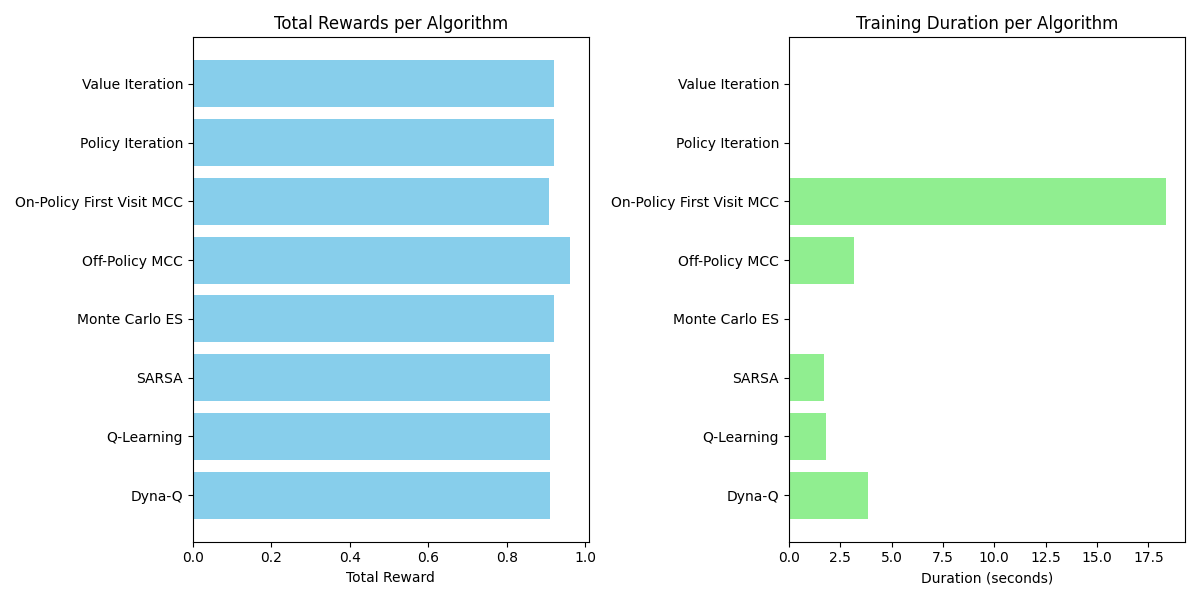 Total Rewards per Algorithm
Value Iteration
Policy Iteration
On-Policy First Visit MCC
Off-Policy MCC
Monte Carlo ES
SARSA
Q-Learning
Dyna-Q
0.0 0.2 0.4 0.6 0.8 1.0
Total Reward
Training Duration per Algorithm
Value Iteration
Policy Iteration
On-Policy First Visit MCC
Off-Policy MCC
Monte Carlo ES
SARSA
Q-Learning
Dyna-Q
0.0 2.5 5.0 7.5 10.0 12.5 15.0 17.5
Duration (seconds)